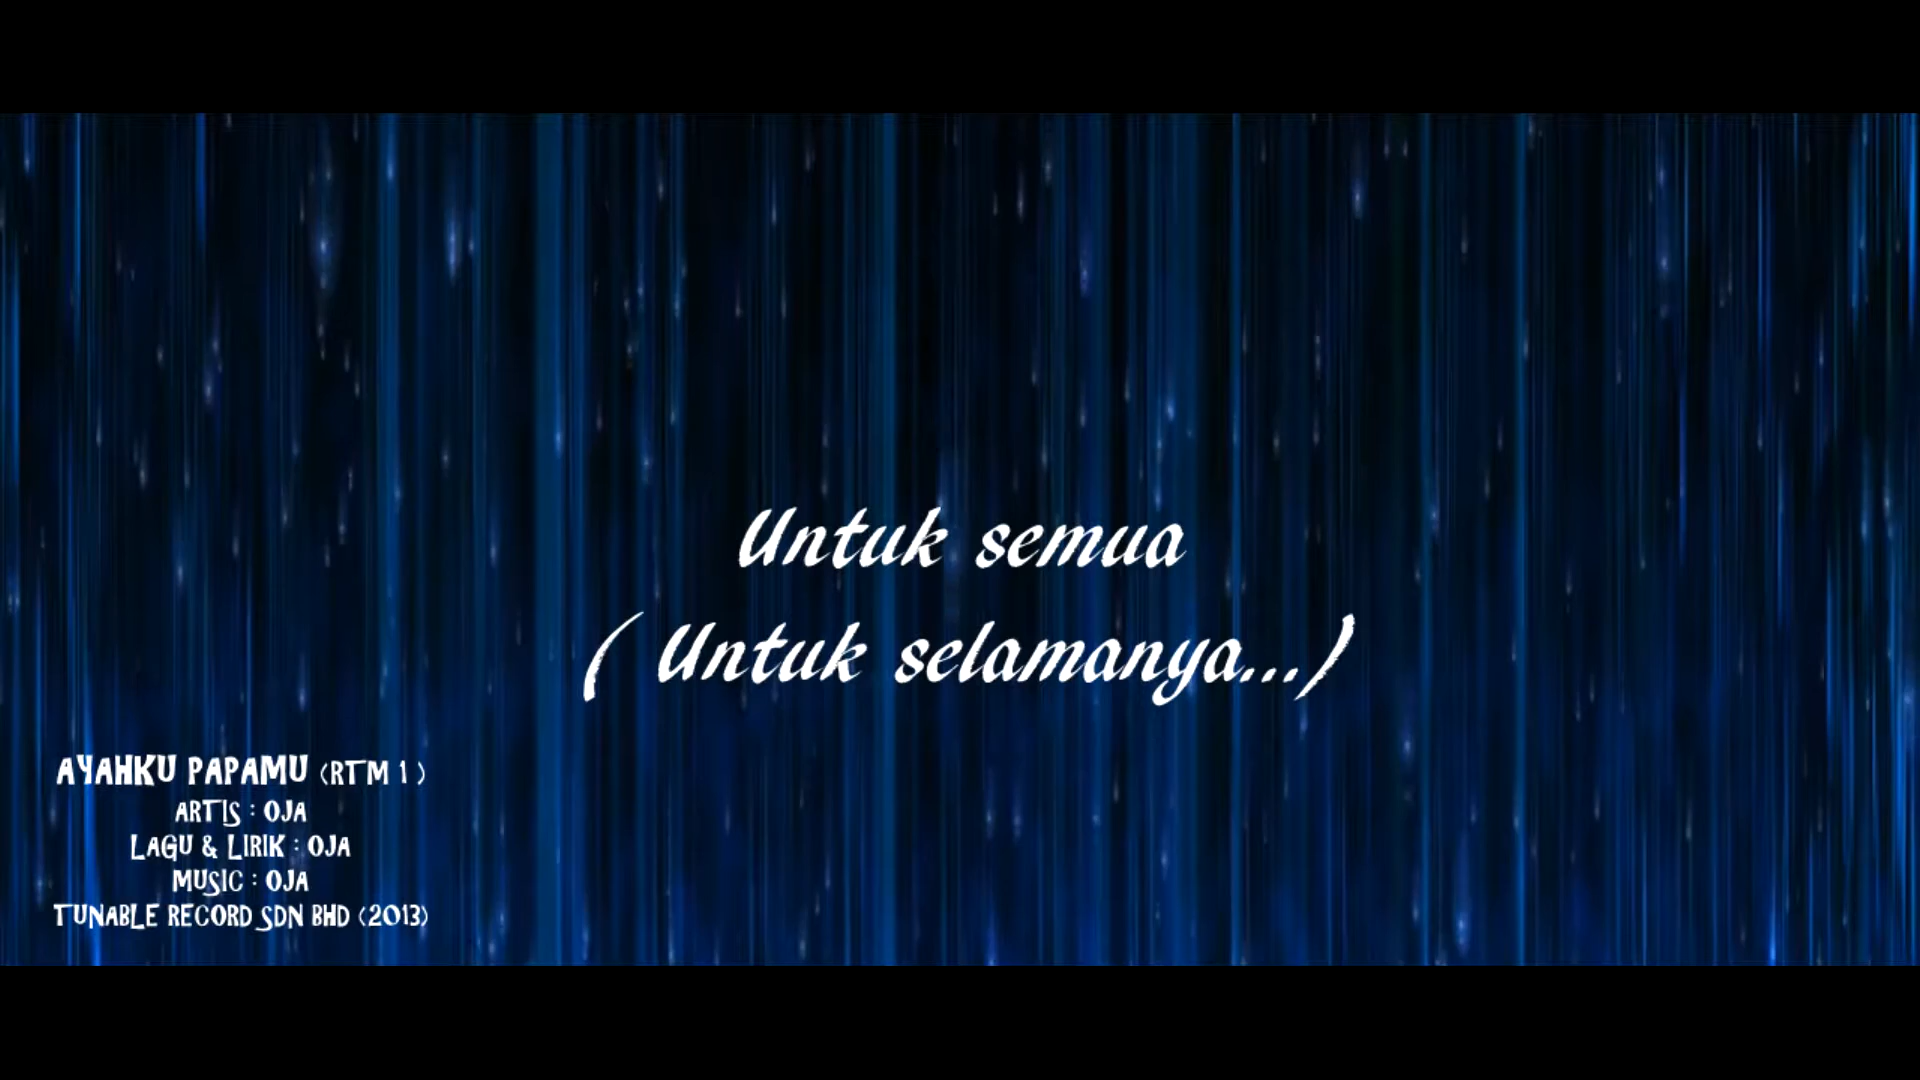 Untuk semua
( Untuk selamanya...)
AYAHKU PAPAMU (RTM 1)
ARTIS : OJA
LAGU & LIRIK : OJA
MUSIC : OJA
TUNABLE RECORD SDN BHD (2013)